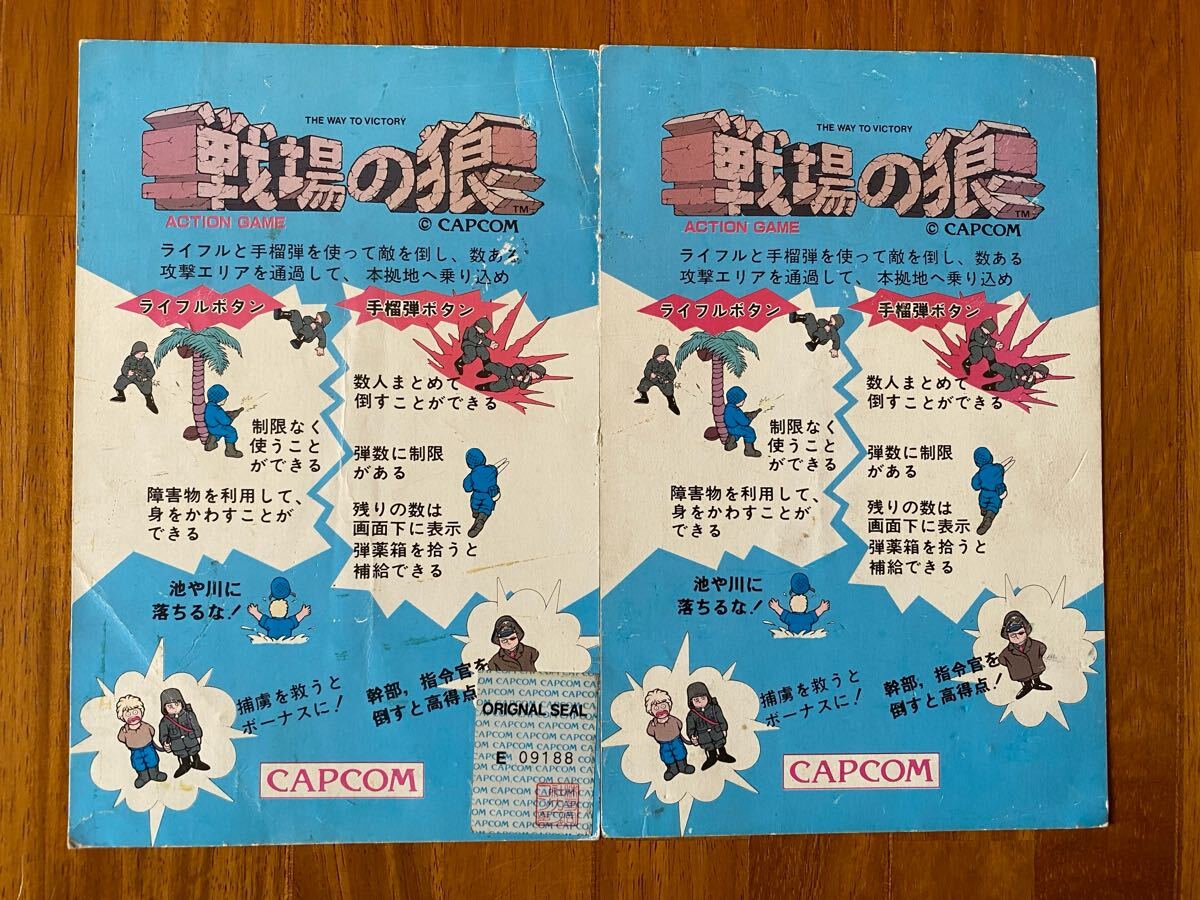 THE WAY TO VICTORY
戦場の狼
TM
ACTION GAME
© CAPCOM
ライフルと手榴弾を使って敵を倒し、数ある
攻撃エリアを通過して、本拠地へ乗り込め
ライフルボタン
制限なく
使うこと
ができる
障害物を利用して、
身をかわすことが
できる
手榴弾ボタン
数人まとめて
倒すことができる
弾数に制限
がある
残りの数は
画面下に表示
弾薬箱を拾うと
補給できる
池や川に
落ちるな!
捕虜を救うと
ボーナスに!
幹部,指令官を
倒すと高得点
CAPCOM
ORIGNAL SEAL
E 09188
THE WAY TO VICTORY
戦場の狼
TM
ACTION GAME
© CAPCOM
ライフルと手榴弾を使って敵を倒し、数ある
攻撃エリアを通過して、本拠地へ乗り込め
ライフルボタン
制限なく
使うこと
ができる
障害物を利用して、
身をかわすことが
できる
手榴弾ボタン
数人まとめて
倒すことができる
弾数に制限
がある
残りの数は
画面下に表示
弾薬箱を拾うと
補給できる
池や川に
落ちるな!
捕虜を救うと
ボーナスに!
幹部,指令官を
倒すと高得点!
CAPCOM